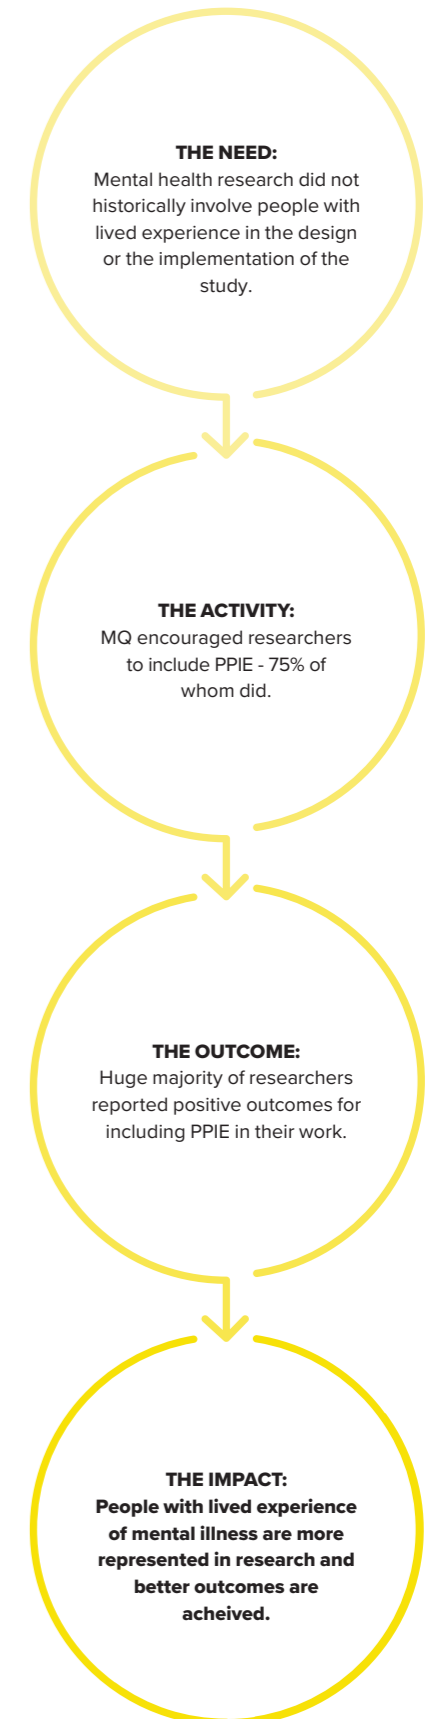 THE NEED:
Mental health research did not
historically involve people with
lived experience in the design
or the implementation of the
study.
THE ACTIVITY:
MQ encouraged researchers
to include PPIE - 75% of
whom did.
THE OUTCOME:
Huge majority of researchers
reported positive outcomes for
including PPIE in their work.
THE IMPACT:
People with lived experience
of mental illness are more
represented in research and
better outcomes are
acheived.